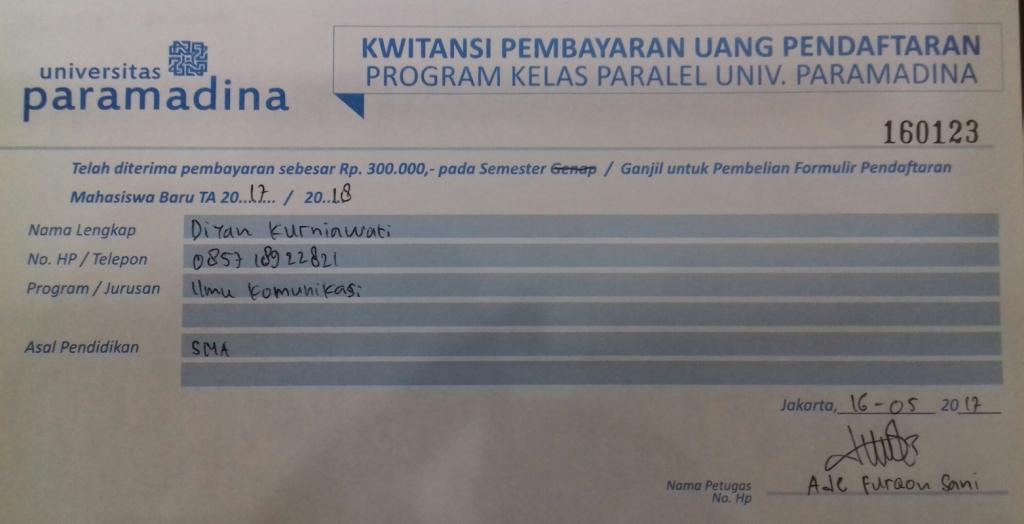 universitas
paramadina
KWITANSI PEMBAYARAN UANG PENDAFTARAN
PROGRAM KELAS PARALEL UNIV. PARAMADINA
160123
Telah diterima pembayaran sebesar Rp. 300.000,- pada Semester Genap / Ganjil untuk Pembelian Formulir Pendaftaran
Mahasiswa Baru TA 20..17... / 20..18
Nama Lengkap Diyan Kurniawati
No. HP / Telepon 085718922821
Program / Jurusan Ilmu Komunikasi
Asal Pendidikan SMA
Jakarta, 16-05 2017
Nama Petugas Ade Furqon Sani
No. Hp